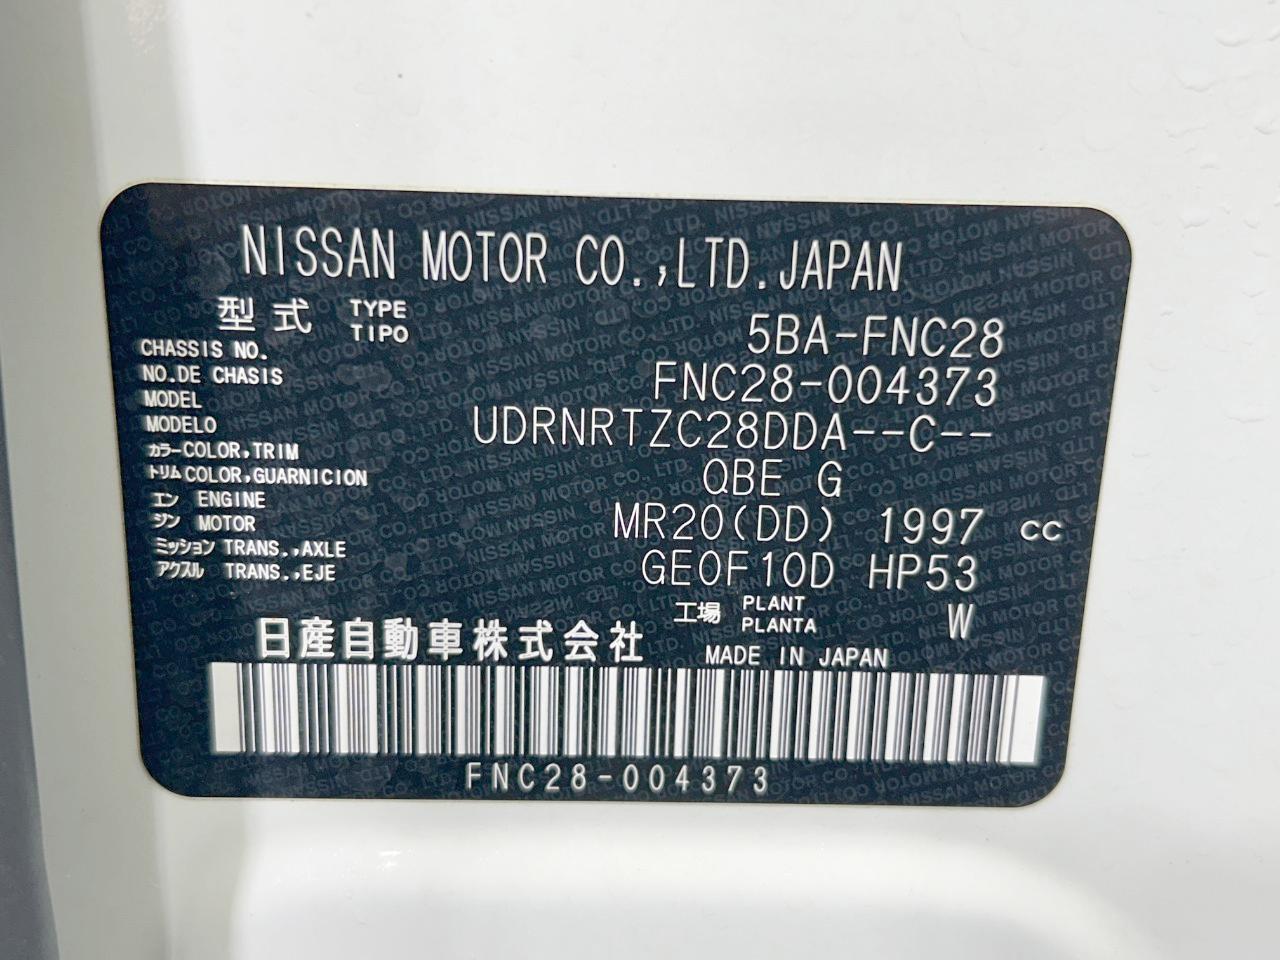 NISSAN MOTOR CO.,LTD.JAPAN
型式 TYPE TIPO 5BA-FNC28
CHASSIS NO.
NO.DE CHASIS FNC28-004373
MODEL
MODELO UDRNRTZC28DDA--C--
カラー COLOR,TRIM
トリム COLOR,GUARNICION QBE G
エン ENGINE
ジン MOTOR MR20(DD) 1997 cc
ミッション TRANS.,AXLE
アクスル TRANS.,EJE GE0F10D HP53
工場 PLANT PLANTA W
日産自動車株式会社 MADE IN JAPAN
FNC28-004373